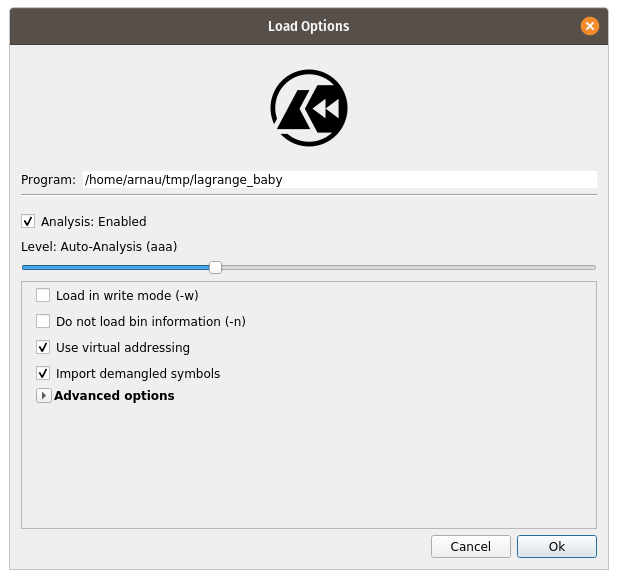 Load Options
Program: /home/arnau/tmp/lagrange_baby
Analysis: Enabled
Level: Auto-Analysis (aaa)
Load in write mode (-w)
Do not load bin information (-n)
Use virtual addressing
Import demangled symbols
Advanced options
Cancel Ok